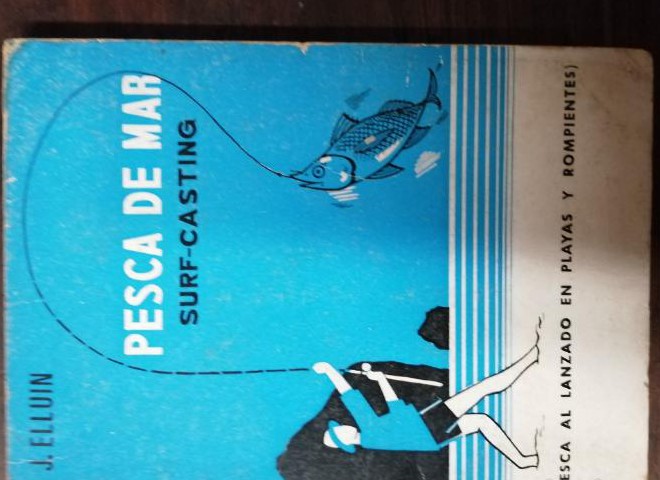 J. ELLUIN
PESCA DE MAR
SURF-CASTING
ESCA AL LANZADO EN PLAYAS Y ROMPIENTES)